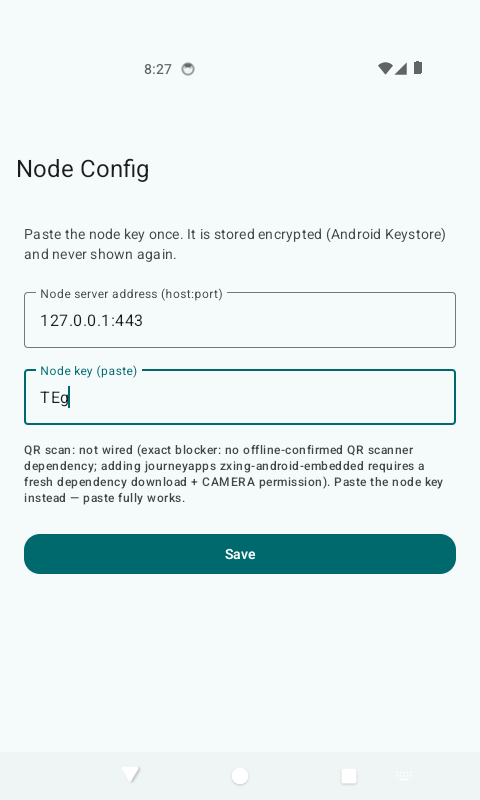 8:27
Node Config
Paste the node key once. It is stored encrypted (Android Keystore)
and never shown again.
Node server address (host:port)
127.0.0.1:443
Node key (paste)
TEg
QR scan: not wired (exact blocker: no offline-confirmed QR scanner
dependency; adding journeyapps zxing-android-embedded requires a
fresh dependency download + CAMERA permission). Paste the node key
instead — paste fully works.
Save